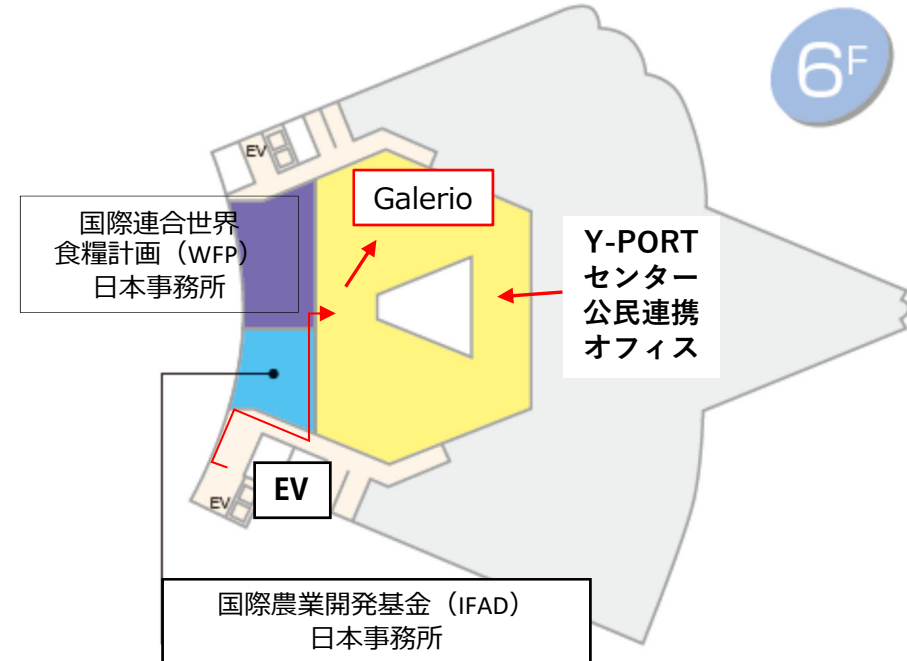 6F
EV
Galerio
国際連合世界
食糧計画（WFP）
日本事務所
Y-PORT
センター
公民連携
オフィス
EV
EV
国際農業開発基金（IFAD）
日本事務所